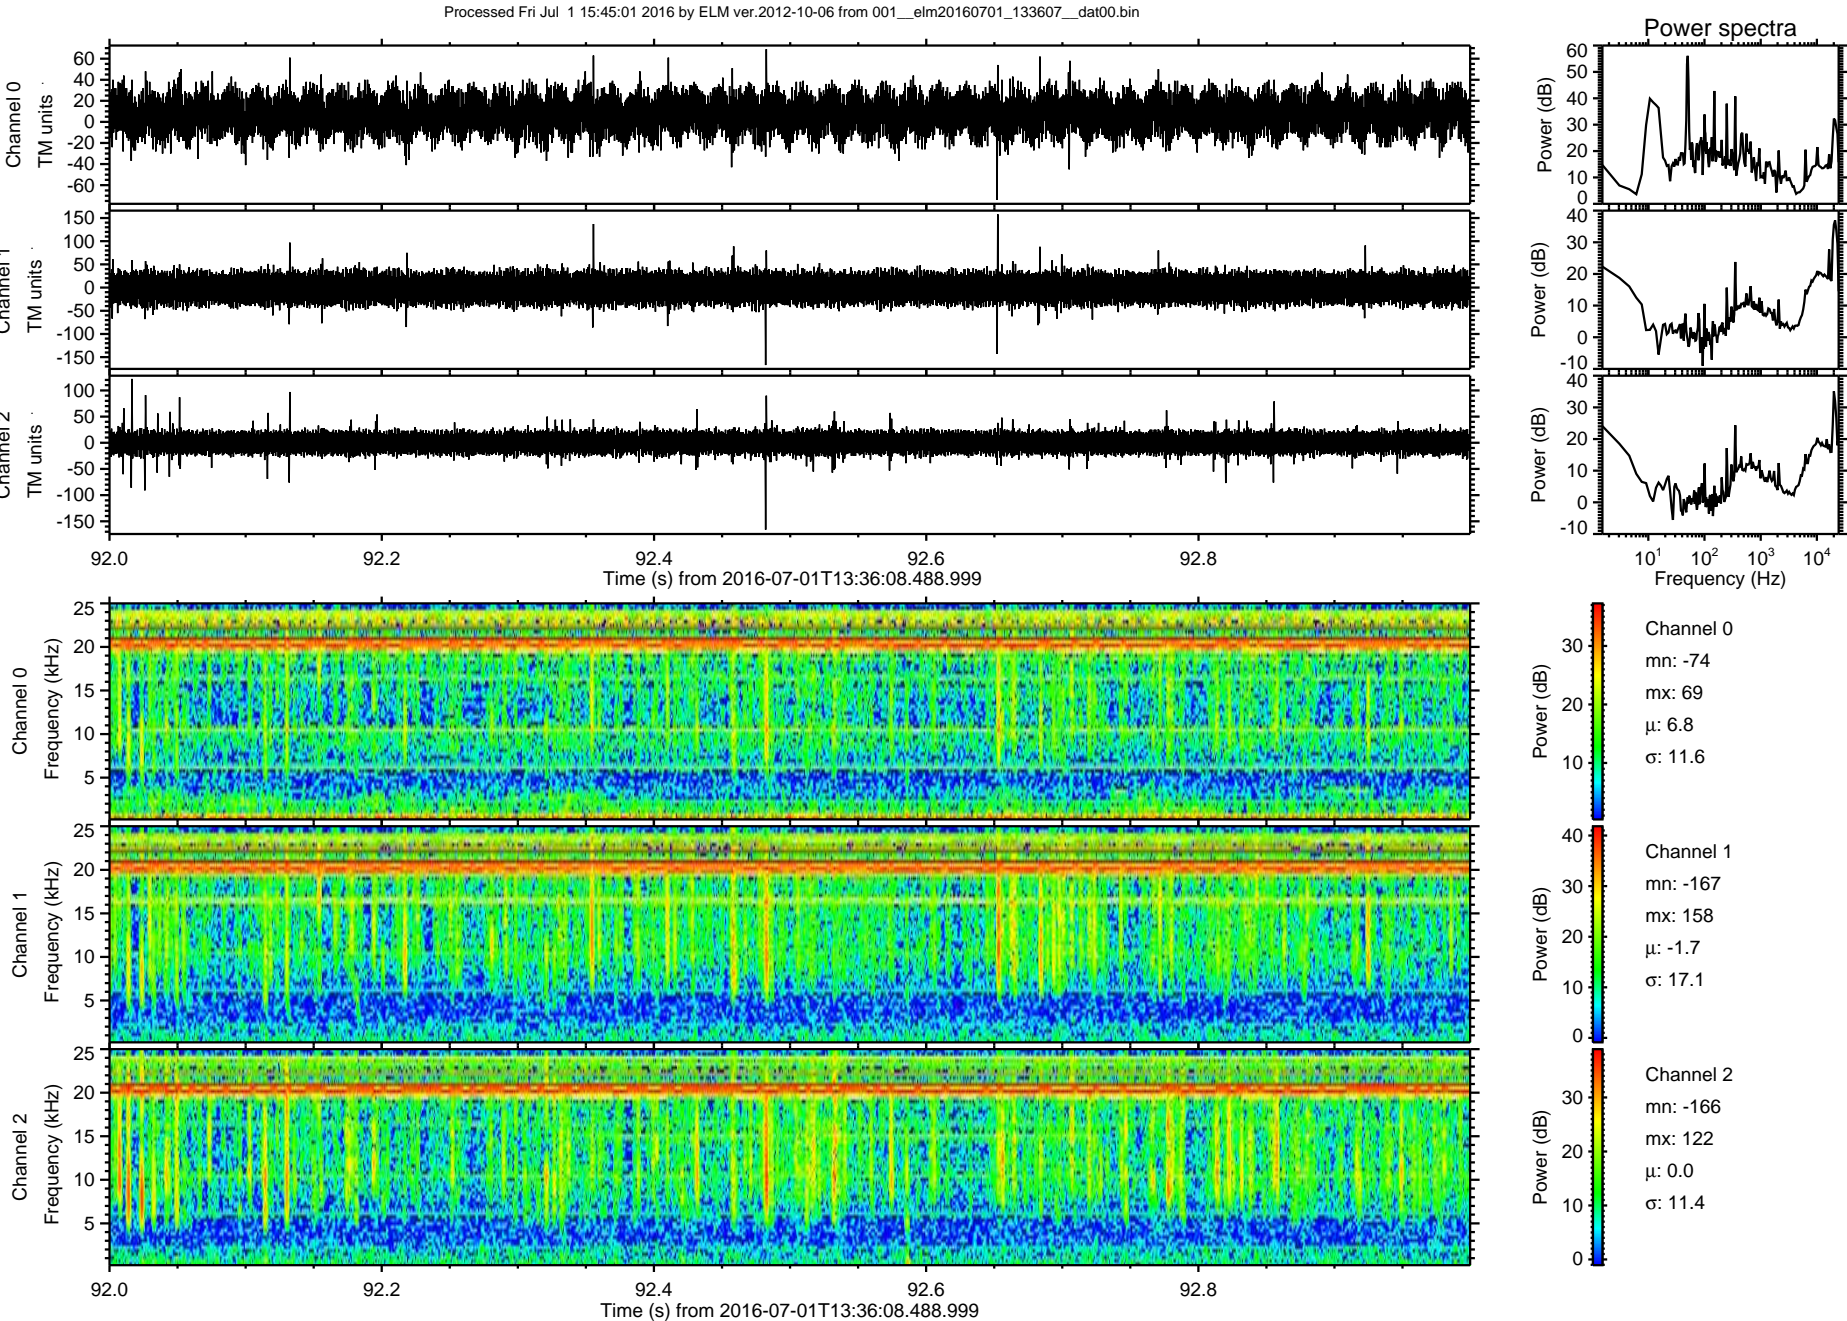 Processed Fri Jul 1 15:45:01 2016 by ELM ver.2012-10-06 from 001__elm20160701_133607__dat00.bin
Power spectra
Channel 0
TM units
60
40
20
0
-20
-40
-60
Power (dB)
60
50
40
30
20
10
0
Channel 1
TM units
150
100
50
0
-50
-100
-150
Power (dB)
40
30
20
10
0
-10
Channel 2
TM units
100
50
0
-50
-100
-150
Power (dB)
40
30
20
10
0
-10
92.0 92.2 92.4 92.6 92.8
Time (s) from 2016-07-01T13:36:08.488.999
10¹ 10² 10³ 10⁴
Frequency (Hz)
Channel 0
Frequency (kHz)
25
20
15
10
5
Power (dB)
30
20
10
Channel 0
mn: -74
mx: 69
μ: 6.8
σ: 11.6
Channel 1
Frequency (kHz)
25
20
15
10
5
Power (dB)
40
30
20
10
0
Channel 1
mn: -167
mx: 158
μ: -1.7
σ: 17.1
Channel 2
Frequency (kHz)
25
20
15
10
5
Power (dB)
30
20
10
0
Channel 2
mn: -166
mx: 122
μ: 0.0
σ: 11.4
92.0 92.2 92.4 92.6 92.8
Time (s) from 2016-07-01T13:36:08.488.999